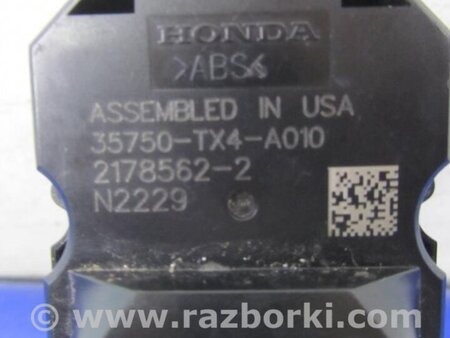 HONDA
>ABS<
ASSEMBLED IN USA
35750-TX4-A010
2178562-2
N2229
© www.razborki.com